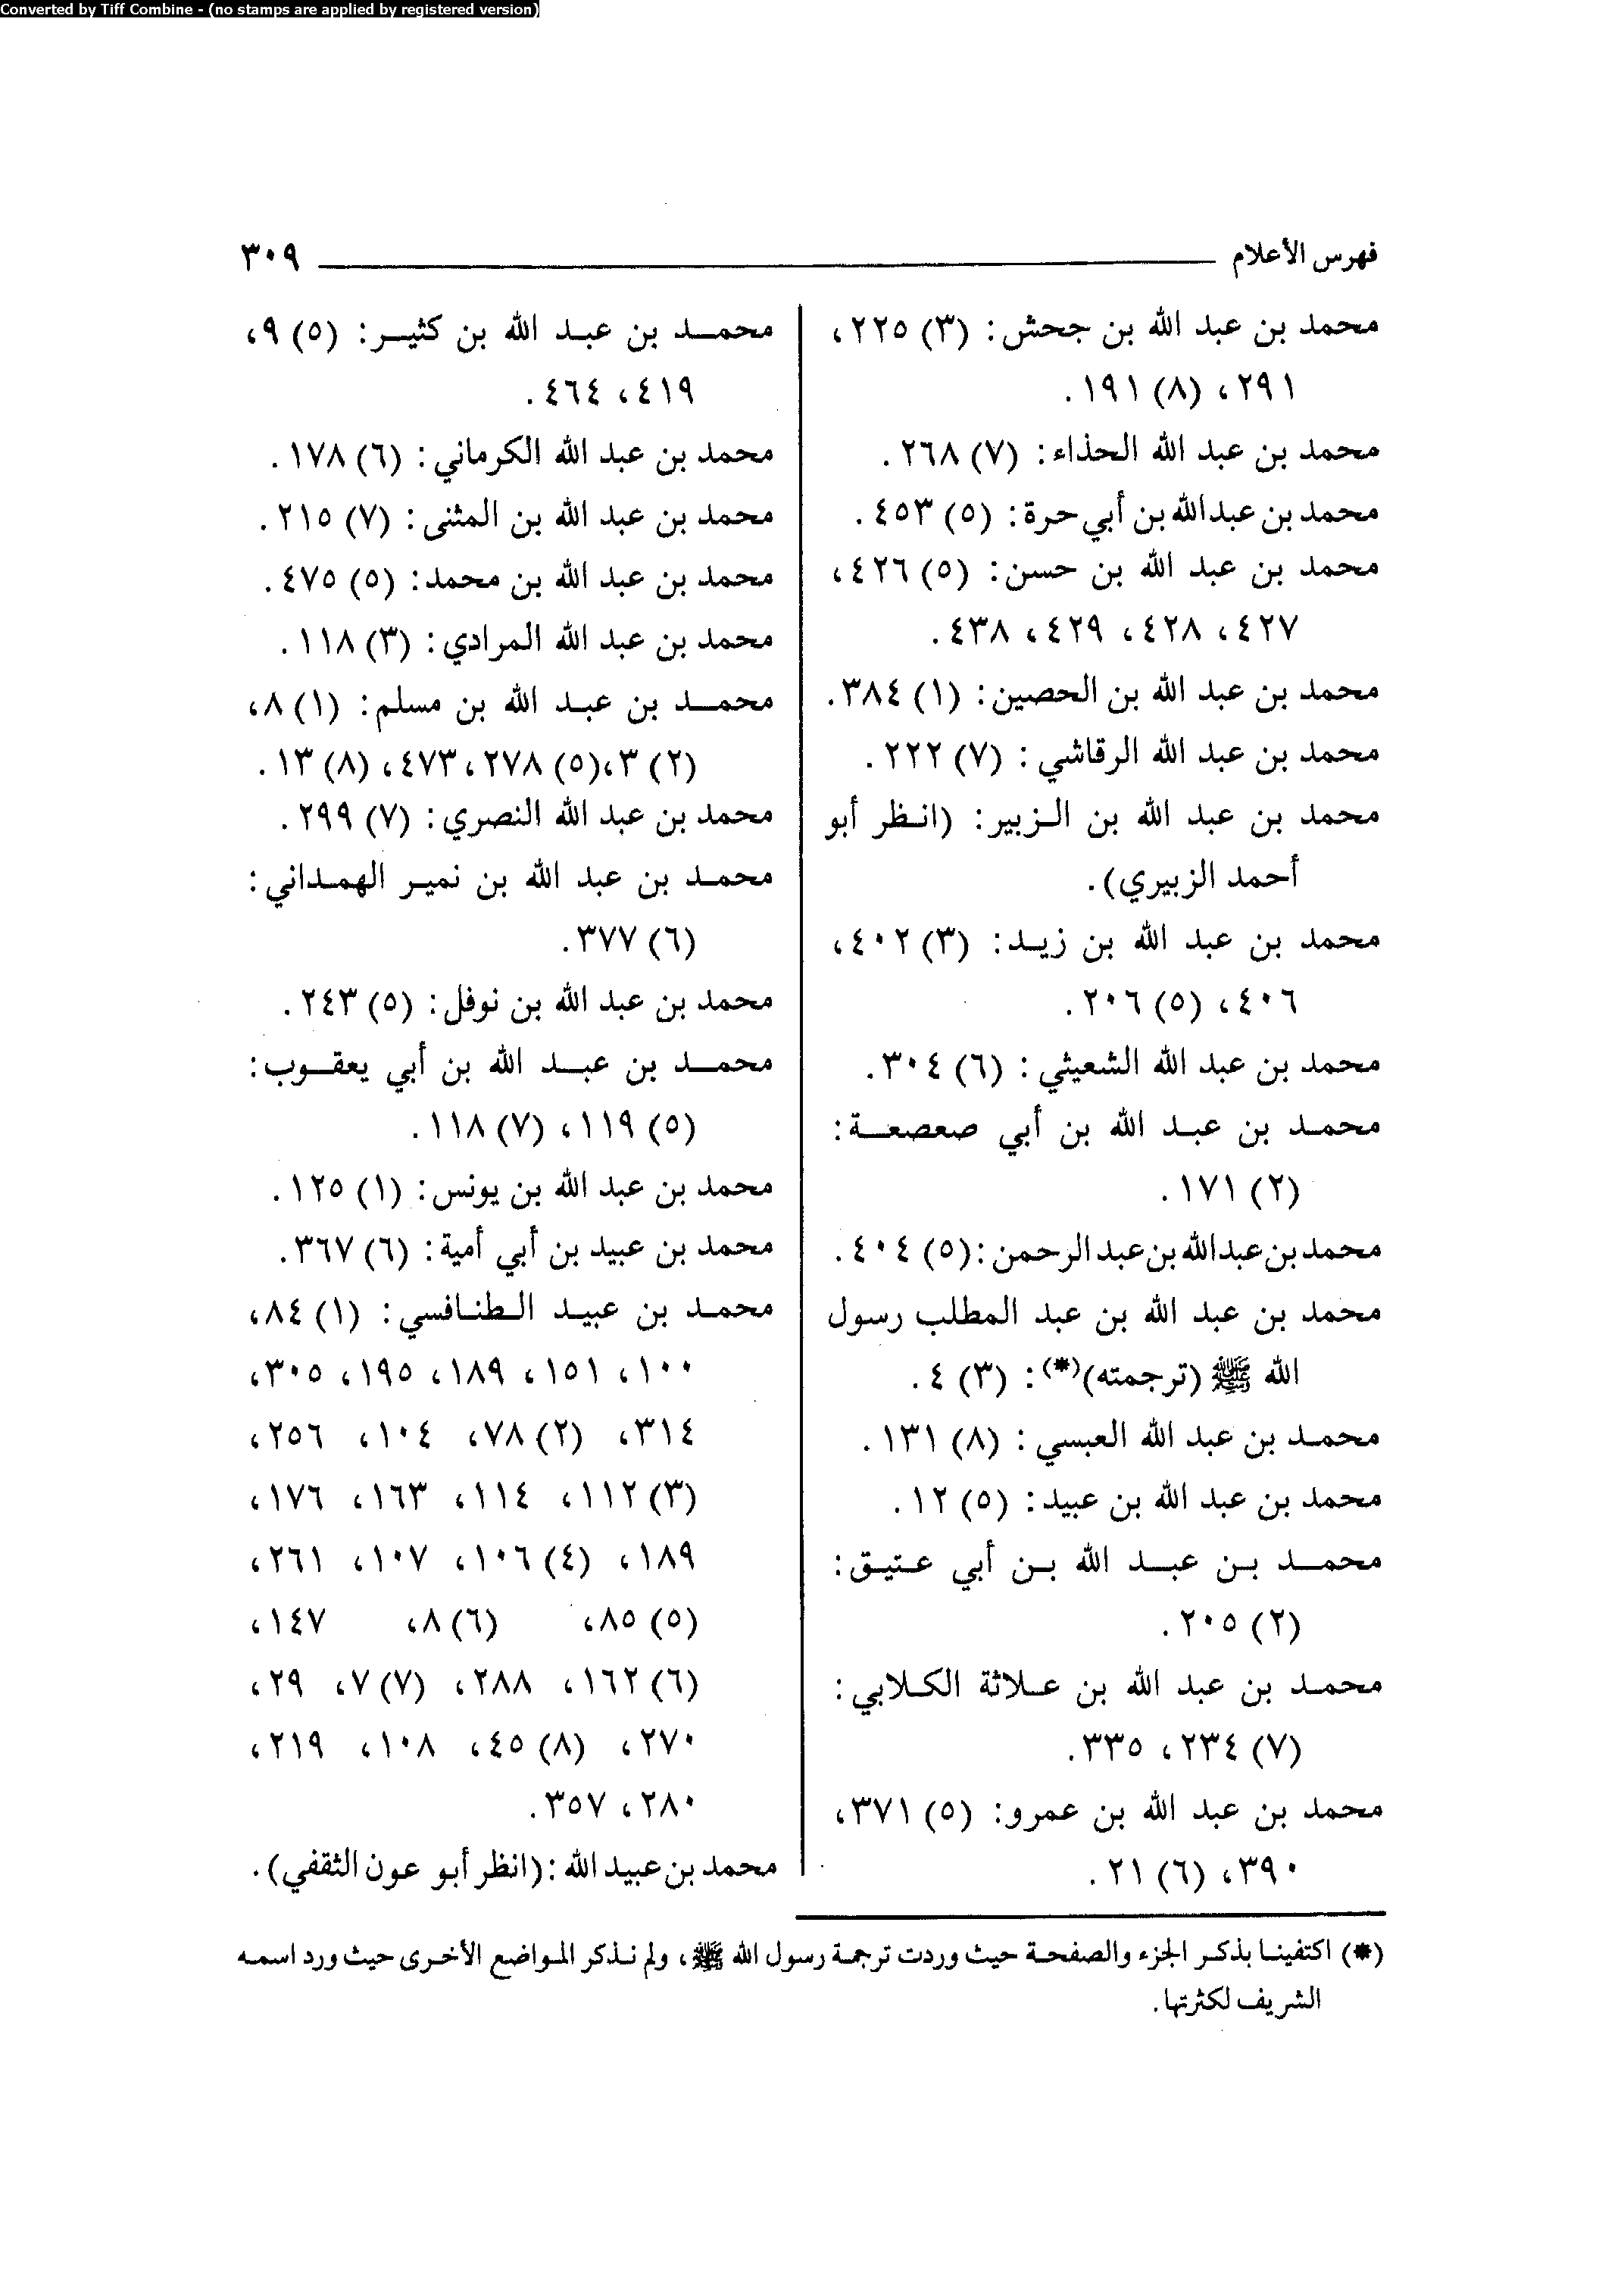 Converted by Tiff Combine - (no stamps are applied by registered version)
فهرس الأعلام ٣٠٩
محمد بن عبد الله بن جحش: (٣) ٢٢٥،
٢٩١، (٨) ١٩١.
محمد بن عبد الله الحذاء: (٧) ٢٦٨.
محمد بن عبد الله بن أبي حرة: (٥) ٤٥٣.
محمد بن عبد الله بن حسن: (٥) ٤٢٦،
٤٢٧، ٤٢٨، ٤٢٩، ٤٣٨.
محمد بن عبد الله بن الحصين: (١) ٣٨٤.
محمد بن عبد الله الرقاشي: (٧) ٢٢٢.
محمد بن عبد الله بن الزبير: (انظر أبو
أحمد الزبيري).
محمد بن عبد الله بن زيد: (٣) ٤٠٢،
٤٠٦، (٥) ٢٠٦.
محمد بن عبد الله الشعيثي: (٦) ٣٠٤.
محمد بن عبد الله بن أبي صعصعة:
(٢) ١٧١.
محمد بن عبد الله بن عبد الرحمن: (٥) ٤٠٤.
محمد بن عبد الله بن عبد المطلب رسول
الله ﷺ (ترجمته)(*): (٣) ٤.
محمد بن عبد الله العبسي: (٨) ١٣١.
محمد بن عبد الله بن عبيد: (٥) ١٢.
محمد بن عبد الله بن أبي عتيق:
(٢) ٢٠٥.
محمد بن عبد الله بن علاثة الكلابي:
(٧) ٢٣٤، ٣٣٥.
محمد بن عبد الله بن عمرو: (٥) ٣٧١،
٣٩٠، (٦) ٢١.
محمد بن عبد الله بن كثير: (٥) ٩،
٤١٩، ٤٦٤.
محمد بن عبد الله الكرماني: (٦) ١٧٨.
محمد بن عبد الله بن المثنى: (٧) ٢١٥.
محمد بن عبد الله بن محمد: (٥) ٤٧٥.
محمد بن عبد الله المرادي: (٣) ١١٨.
محمد بن عبد الله بن مسلم: (١) ٨،
(٢) ٣،(٥) ٢٧٨، ٤٧٣، (٨) ١٣.
محمد بن عبد الله النصري: (٧) ٢٩٩.
محمد بن عبد الله بن نمير الهمداني:
(٦) ٣٧٧.
محمد بن عبد الله بن نوفل: (٥) ٢٤٣.
محمد بن عبد الله بن أبي يعقوب:
(٥) ١١٩، (٧) ١١٨.
محمد بن عبد الله بن يونس: (١) ١٢٥.
محمد بن عبيد بن أبي أمية: (٦) ٣٦٧.
محمد بن عبيد الطنافسي: (١) ٨٤،
١٠٠، ١٥١، ١٨٩، ١٩٥، ٣٠٥،
٣١٤، (٢) ٧٨، ١٠٤، ٢٥٦،
(٣) ١١٢، ١١٤، ١٦٣، ١٧٦،
١٨٩، (٤) ١٠٦، ١٠٧، ٢٦١،
(٥) ٨٥، (٦) ٨، ١٤٧،
(٦) ١٦٢، ٢٨٨، (٧) ٧، ٢٩،
٢٧٠، (٨) ٤٥، ١٠٨، ٢١٩،
٢٨٠، ٣٥٧.
محمد بن عبيد الله: (انظر أبو عون الثقفي).
(*) اكتفينا بذكر الجزء والصفحة حيث وردت ترجمة رسول الله ﷺ، ولم نذكر المواضع الأخرى حيث ورد اسمه
الشريف لكثرتها.